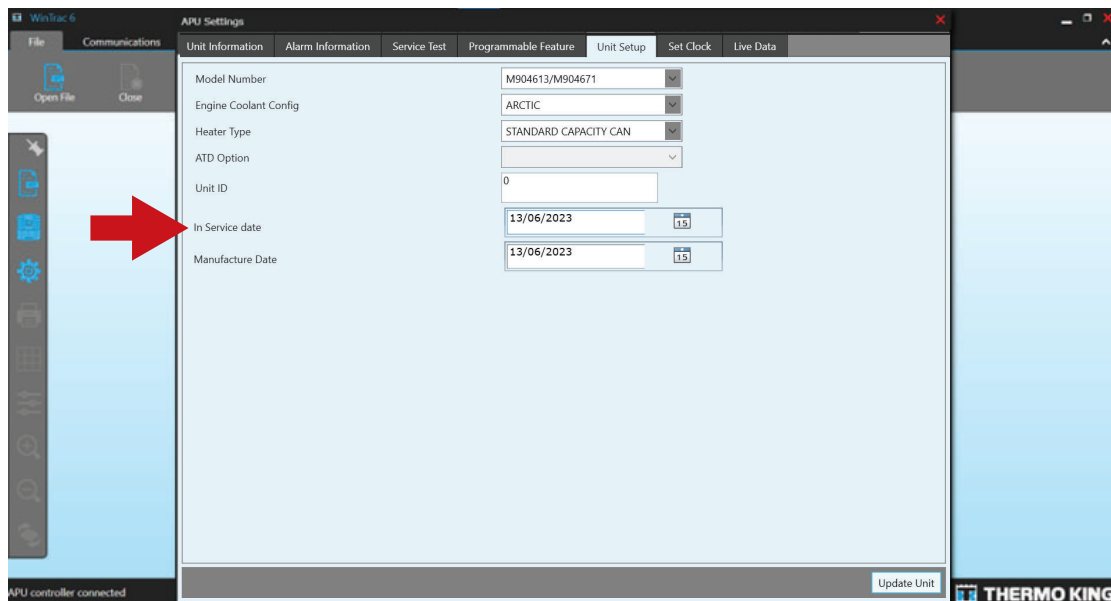 WinTrac 6
APU Settings
File Communications
Unit Information Alarm Information Service Test Programmable Feature Unit Setup Set Clock Live Data
Open File Close
Model Number M904613/M904671
Engine Coolant Config ARCTIC
Heater Type STANDARD CAPACITY CAN
ATD Option
Unit ID 0
In Service date 13/06/2023 15
Manufacture Date 13/06/2023 15
Update Unit
APU controller connected
THERMO KING